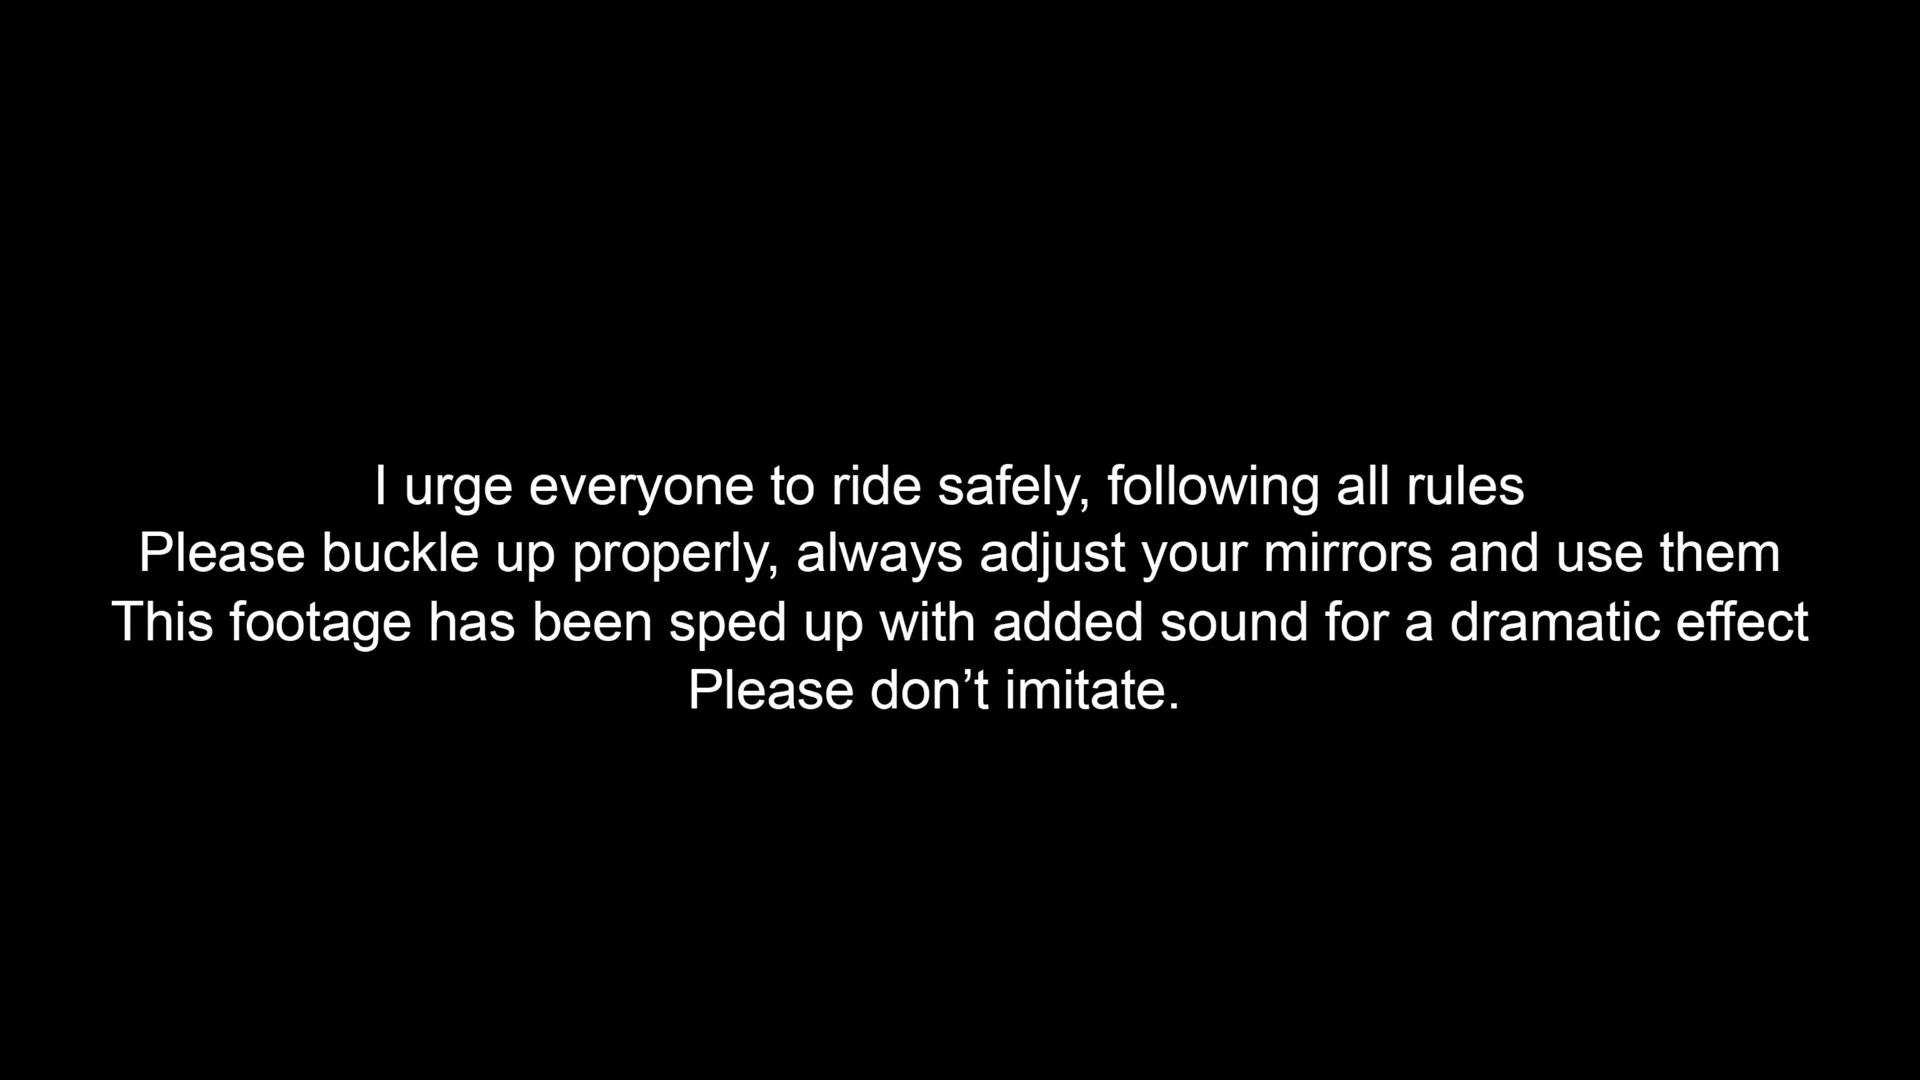 I urge everyone to ride safely, following all rules
Please buckle up properly, always adjust your mirrors and use them
This footage has been sped up with added sound for a dramatic effect
Please don’t imitate.